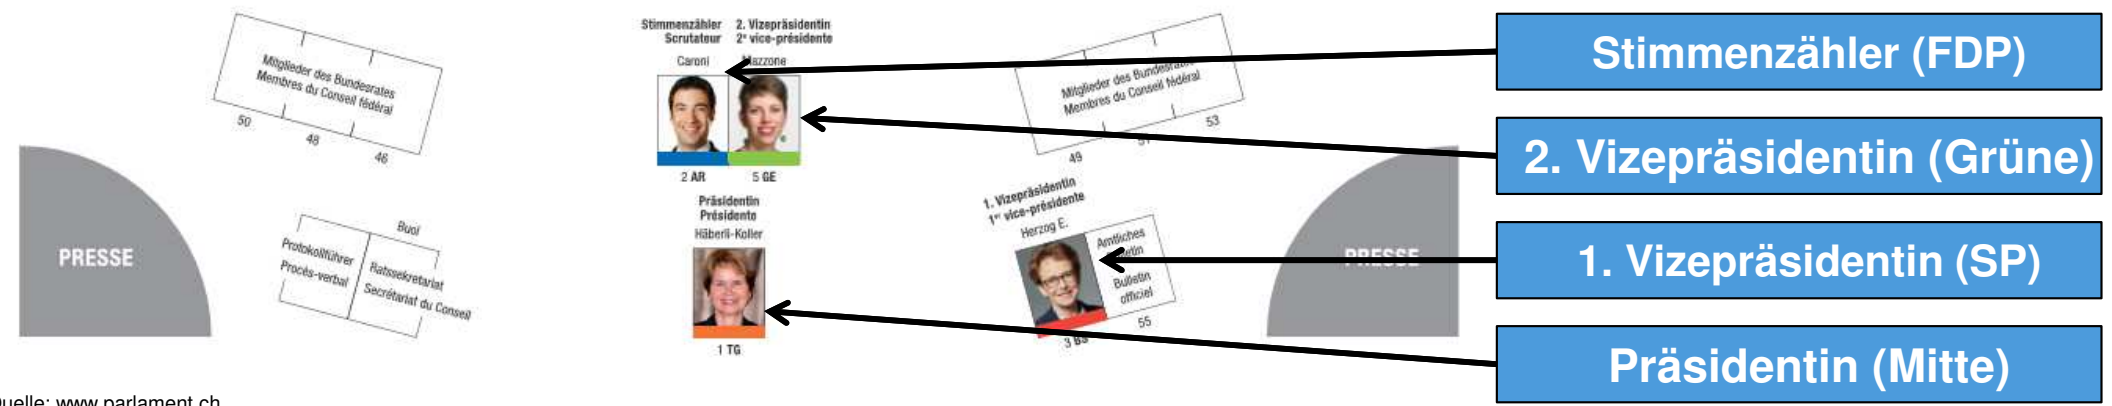 Mitglieder des Bundesrates
Membres du Conseil fédéral
50
48
46
PRESSE
Buol
Protokollführer
Procès-verbal
Ratssekretariat
Secrétariat du Conseil
Stimmenzähler
Scrutateur
2. Vizepräsidentin
2e vice-présidente
Caroni
Mazzone
2 AR
5 GE
Präsidentin
Présidente
Häberli-Koller
1 TG
Mitglieder des Bundesrates
Membres du Conseil fédéral
49
51
53
1. Vizepräsidentin
1re vice-présidente
Herzog E.
Amtliches
Bulletin
Bulletin
officiel
3 BS
55
PRESSE
Stimmenzähler (FDP)
2. Vizepräsidentin (Grüne)
1. Vizepräsidentin (SP)
Präsidentin (Mitte)
Quelle: www.parlament.ch